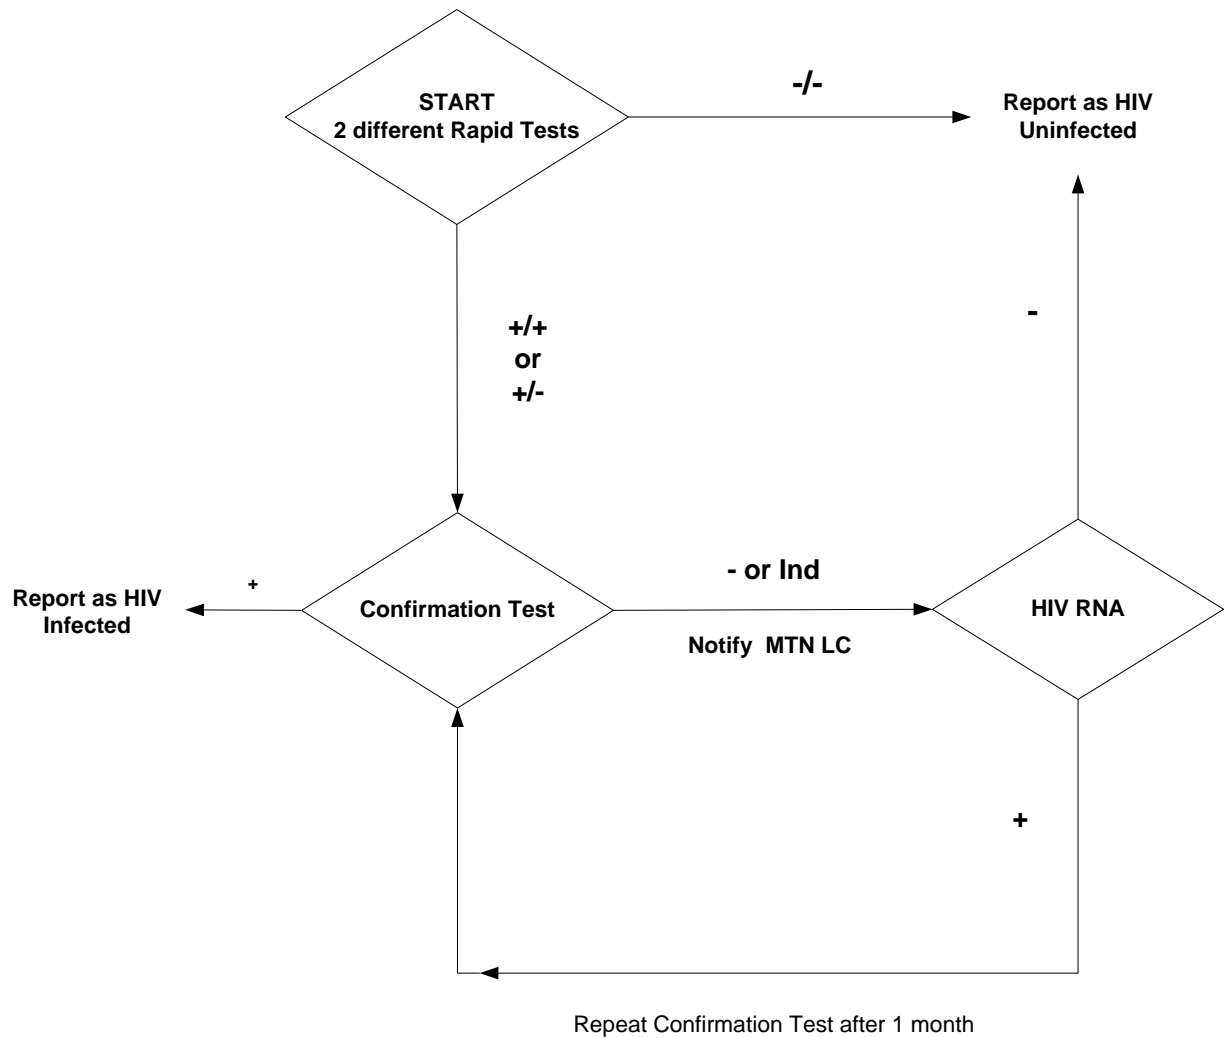 START
2 different Rapid Tests
-/-
Report as HIV
Uninfected
+/+
or
+/-
-
Report as HIV
Infected
+
Confirmation Test
- or Ind
Notify MTN LC
HIV RNA
+
Repeat Confirmation Test after 1 month